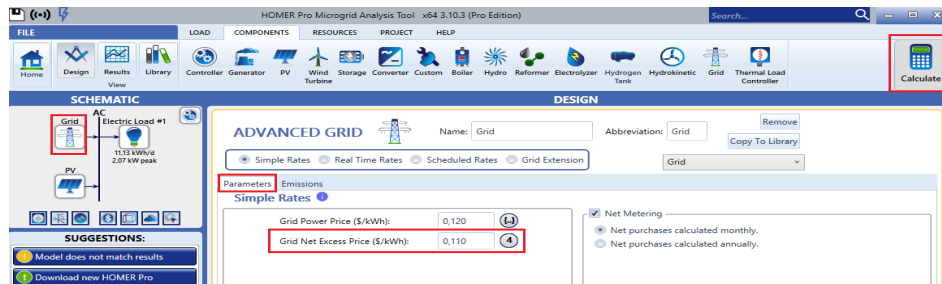 HOMER Pro Microgrid Analysis Tool x64 3.10.3 (Pro Edition)
Search...
FILE
LOAD COMPONENTS RESOURCES PROJECT HELP
Home
Design Results Library
View
Controller Generator PV Wind Turbine Storage Converter Custom Boiler Hydro Reformer Electrolyzer Hydrogen Tank Hydrokinetic Grid Thermal Load Controller
Calculate
SCHEMATIC
DESIGN
AC
Grid Electric Load #1
11,13 kWh/d
2,07 kW peak
PV
SUGGESTIONS:
Model does not match results
Download new HOMER Pro
ADVANCED GRID
Name: Grid
Abbreviation: Grid
Remove
Copy To Library
Simple Rates Real Time Rates Scheduled Rates Grid Extension
Grid
Parameters Emissions
Simple Rates
Grid Power Price ($/kWh): 0,120 {..}
Grid Net Excess Price ($/kWh): 0,110 4
Net Metering
Net purchases calculated monthly.
Net purchases calculated annually.